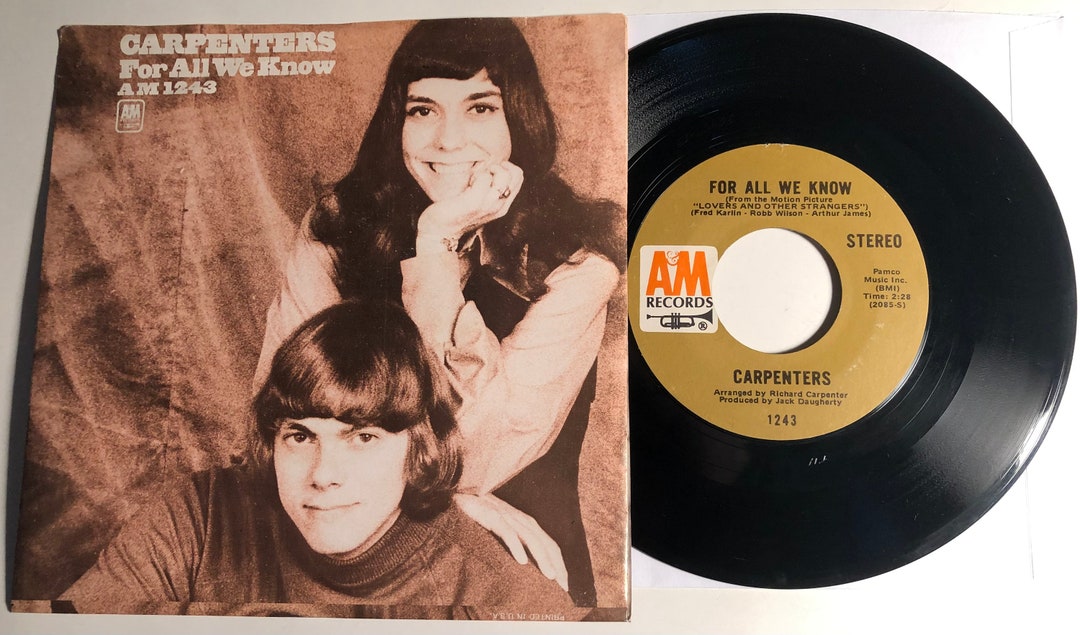 CARPENTERS
For All We Know
AM 1243
A&M
PRINTED IN U.S.A.
FOR ALL WE KNOW
(From the Motion Picture
"LOVERS AND OTHER STRANGERS")
(Fred Karlin - Robb Wilson - Arthur James)
STEREO
A&M
RECORDS
®
Pamco
Music Inc.
(BMI)
Time: 2:28
(2085-S)
CARPENTERS
Arranged by Richard Carpenter
Produced by Jack Daugherty
1243